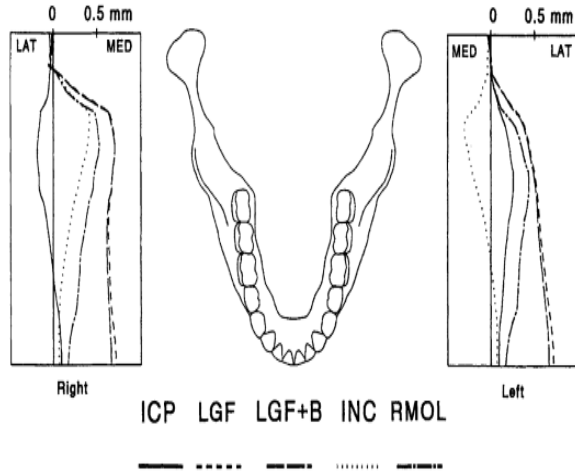 0 0.5 mm
LAT MED
Right
0 0.5 mm
MED LAT
Left
ICP LGF LGF+B INC RMOL